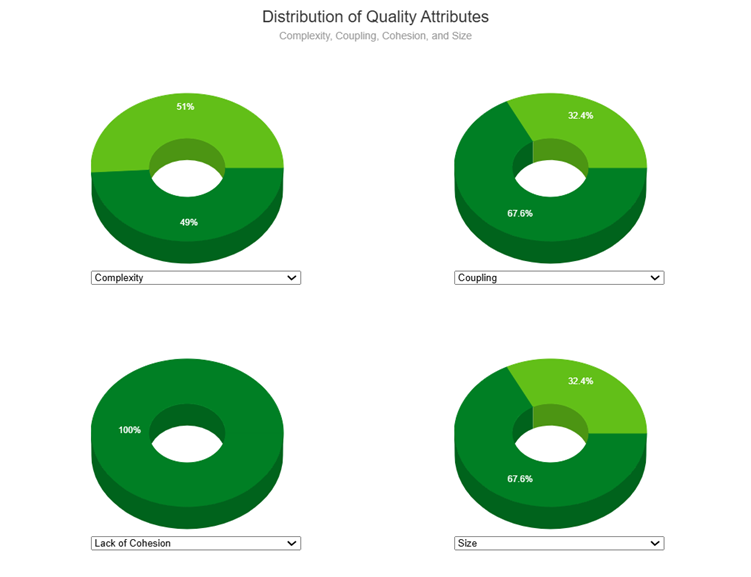 Distribution of Quality Attributes
Complexity, Coupling, Cohesion, and Size
51%
49%
Complexity
32.4%
67.6%
Coupling
100%
Lack of Cohesion
32.4%
67.6%
Size